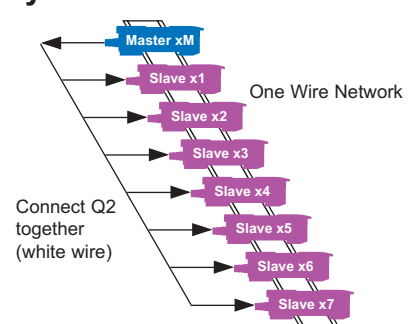 Master xM
Slave x1
One Wire Network
Slave x2
Slave x3
Slave x4
Connect Q2
together
(white wire)
Slave x5
Slave x6
Slave x7